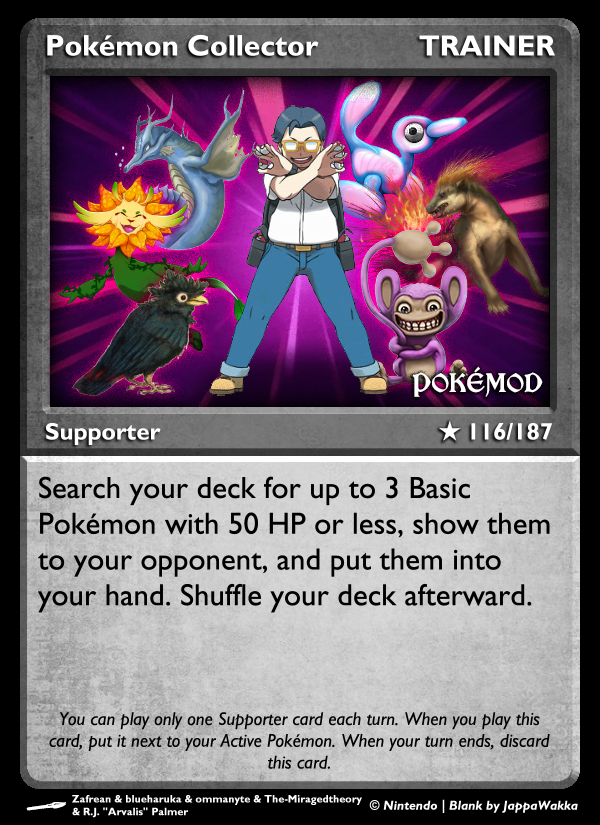 Pokémon Collector TRAINER
POKÉMOD
Supporter ★ 116/187
Search your deck for up to 3 Basic
Pokémon with 50 HP or less, show them
to your opponent, and put them into
your hand. Shuffle your deck afterward.
You can play only one Supporter card each turn. When you play this
card, put it next to your Active Pokémon. When your turn ends, discard
this card.
Zafrean & blueharuka & ommanyte & The-Miragedtheory
& R.J. "Arvalis" Palmer
© Nintendo | Blank by JappaWakka